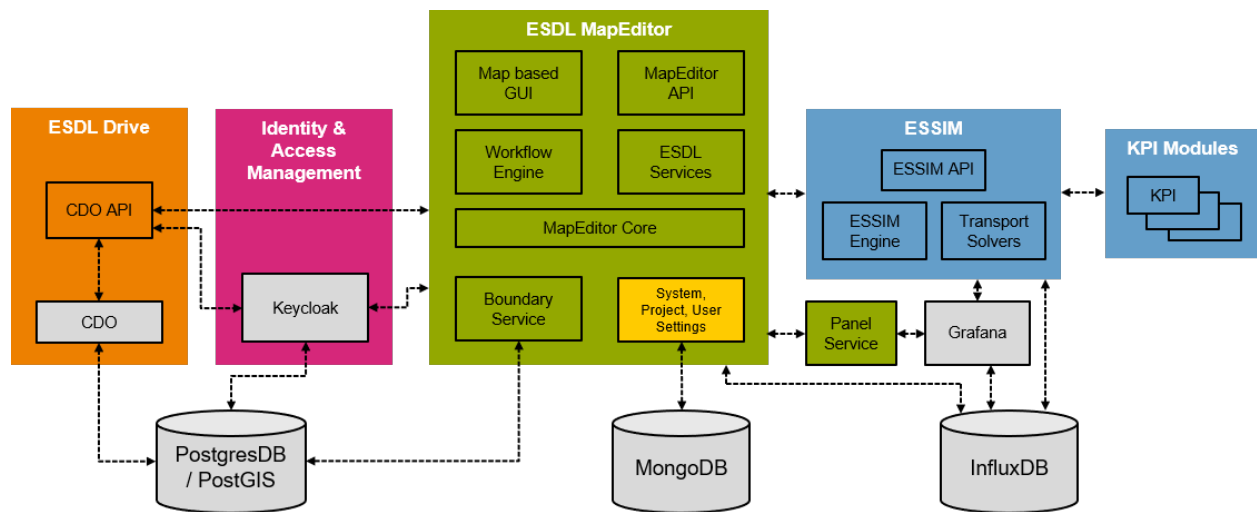 ESDL MapEditor
Map based
GUI
MapEditor
API
ESDL Drive
Identity &
Access
Management
ESSIM
KPI Modules
Workflow
Engine
ESDL
Services
ESSIM API
CDO API
KPI
MapEditor Core
ESSIM
Engine
Transport
Solvers
CDO
Keycloak
Boundary
Service
System,
Project, User
Settings
Panel
Service
Grafana
PostgresDB
/ PostGIS
MongoDB
InfluxDB